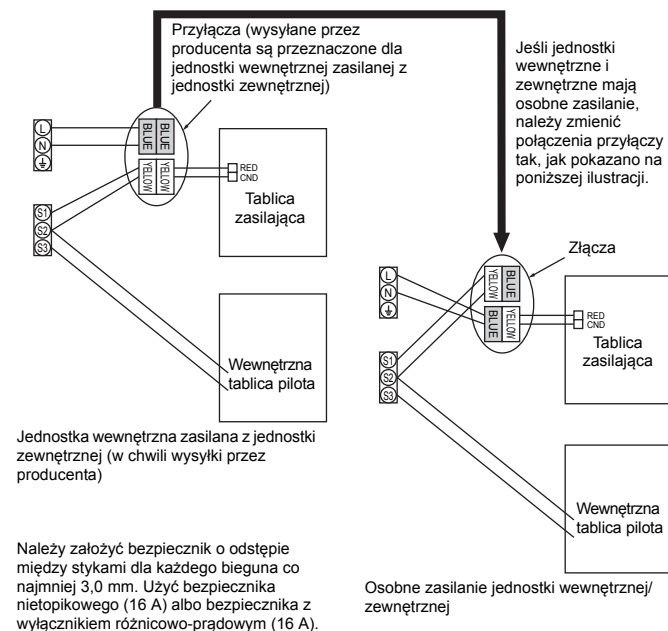 Przyłącza (wysyłane przez
producenta są przeznaczone dla
jednostki wewnętrznej zasilanej z
jednostki zewnętrznej)
Jeśli jednostki
wewnętrzne i
zewnętrzne mają
osobne zasilanie,
należy zmienić
połączenia przyłączy
tak, jak pokazano na
poniższej ilustracji.
L
N
BLUE
BLUE
YELLOW
YELLOW
RED
CND
Tablica
zasilająca
S1
S2
S3
Wewnętrzna
tablica pilota
Jednostka wewnętrzna zasilana z jednostki
zewnętrznej (w chwili wysyłki przez
producenta)
Złącza
L
N
YELLOW
BLUE
BLUE
YELLOW
RED
CND
Tablica
zasilająca
S1
S2
S3
Wewnętrzna
tablica pilota
Osobne zasilanie jednostki wewnętrznej/
zewnętrznej
Należy założyć bezpiecznik o odstępie
między stykami dla każdego bieguna co
najmniej 3,0 mm. Użyć bezpiecznika
nietopikowego (16 A) albo bezpiecznika z
wyłącznikiem różnicowo-prądowym (16 A).